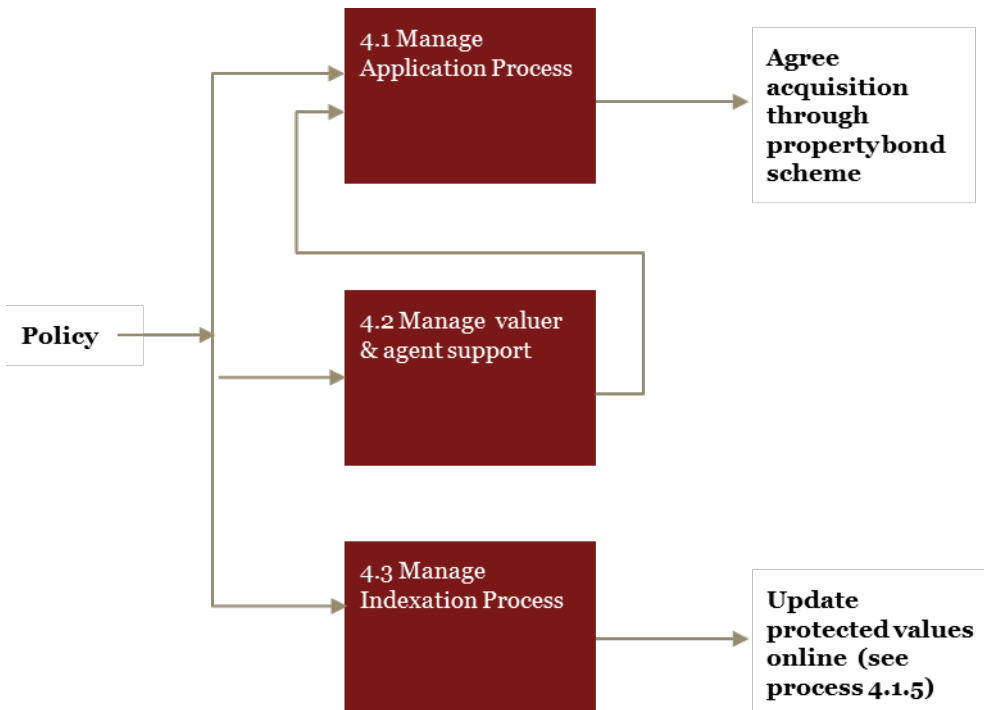 4.1 Manage
Application Process
Agree
acquisition
through
propertybond
scheme
Policy
4.2 Manage valuer
& agent support
4.3 Manage
Indexation Process
Update
protected values
online (see
process 4.1.5)